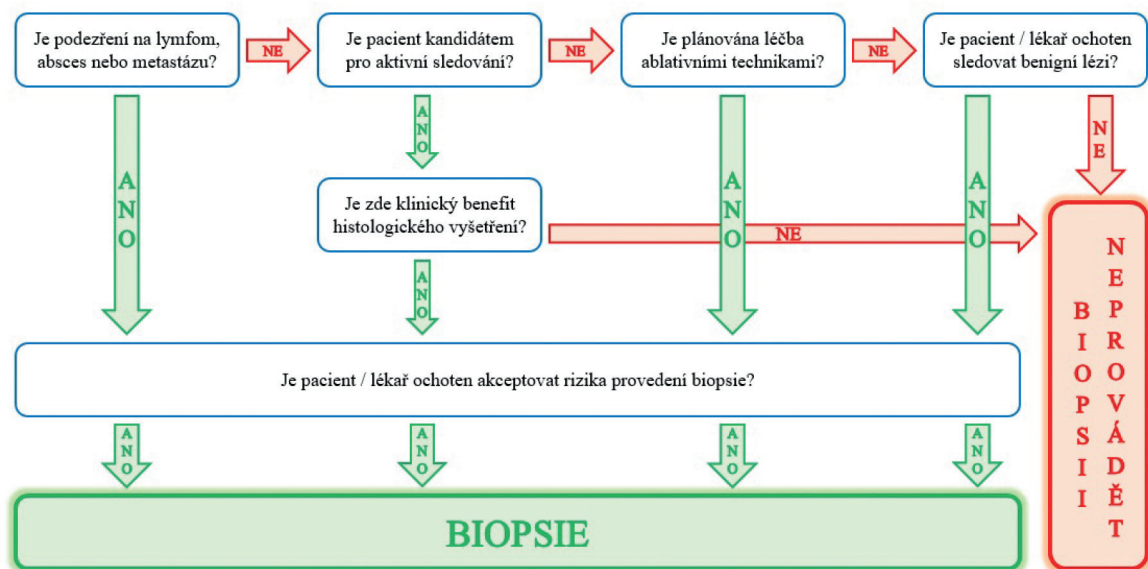 Je podezření na lymfom,
absces nebo metastázu?
NE
Je pacient kandidátem
pro aktivní sledování?
NE
Je plánována léčba
ablativními technikami?
NE
Je pacient / lékař ochoten
sledovat benigní lézi?
ANO
ANO
ANO
ANO
NE
Je zde klinický benefit
histologického vyšetření?
NE
ANO
Je pacient / lékař ochoten akceptovat rizika provedení biopsie?
ANO
ANO
ANO
ANO
BIOPSIE
NEPROVÁDĚT
BIOPSII